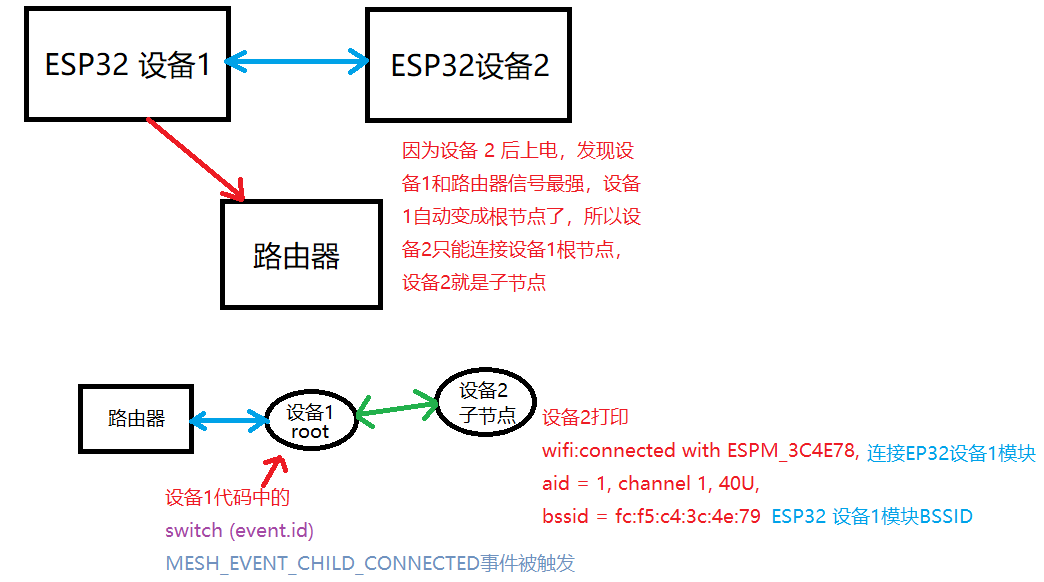 ESP32 设备1
ESP32设备2
因为设备 2 后上电，发现设
备1和路由器信号最强，设备
1自动变成根节点了，所以设
备2只能连接设备1根节点，
设备2就是子节点
路由器
路由器
设备1
root
设备2
子节点
设备2打印
wifi:connected with ESPM_3C4E78, 连接EP32设备1模块
aid = 1, channel 1, 40U,
bssid = fc:f5:c4:3c:4e:79 ESP32 设备1模块BSSID
设备1代码中的
switch (event.id)
MESH_EVENT_CHILD_CONNECTED事件被触发